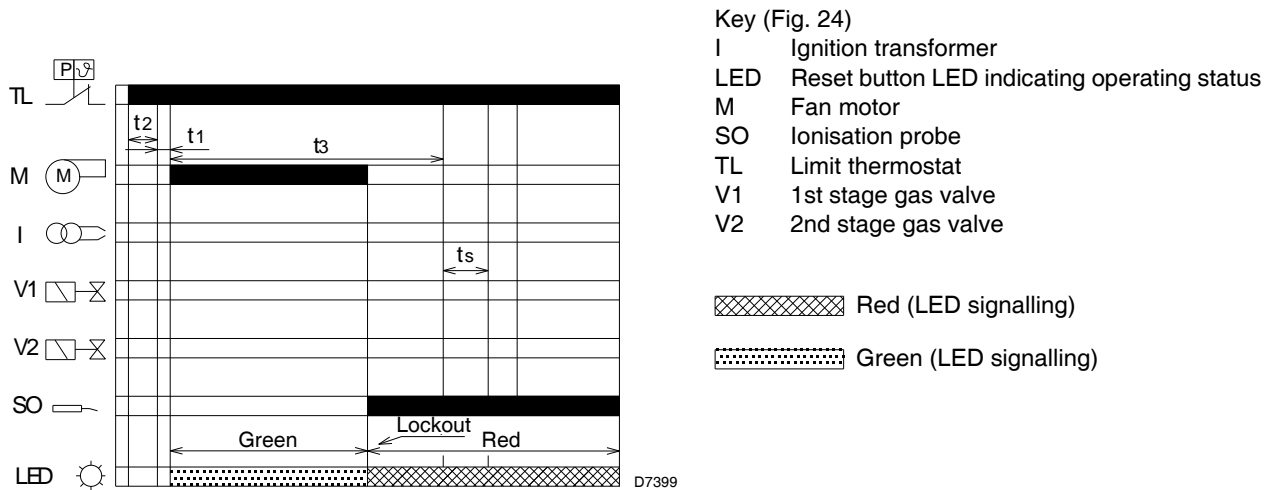 Key (Fig. 24)
I Ignition transformer
LED Reset button LED indicating operating status
M Fan motor
SO Ionisation probe
TL Limit thermostat
V1 1st stage gas valve
V2 2nd stage gas valve
Red (LED signalling)
Green (LED signalling)
P ϑ
TL
t2
t1
t3
M M
I
ts
V1
V2
SO
Lockout
Green Red
LED
D7399